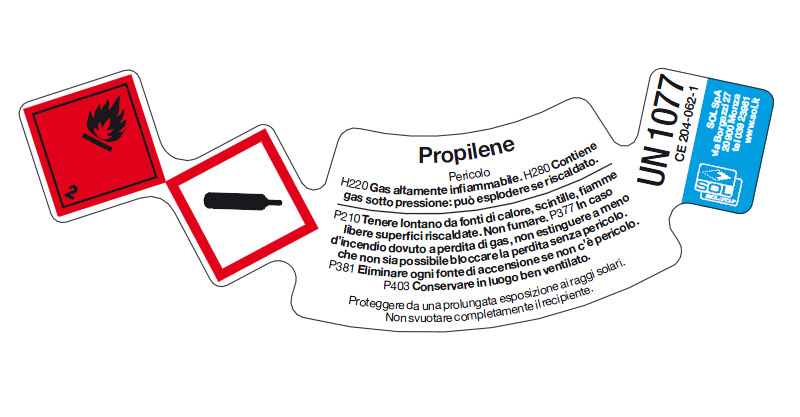 2
Propilene
Pericolo
H220 Gas altamente infiammabile. H280 Contiene
gas sotto pressione: può esplodere se riscaldato.
P210 Tenere lontano da fonti di calore, scintille, fiamme
libere superfici riscaldate. Non fumare. P377 In caso
d'incendio dovuto a perdita di gas, non estinguere a meno
che non sia possibile bloccare la perdita senza pericolo.
P381 Eliminare ogni fonte di accensione se non c'è pericolo.
P403 Conservare in luogo ben ventilato.
Proteggere da una prolungata esposizione ai raggi solari.
Non svuotare completamente il recipiente.
UN 1077
CE 204-062-1
SOL SpA
via Borgazzi 27
20900 Monza
tel 039 23961
www.sol.it
SOL
SOLGROUP